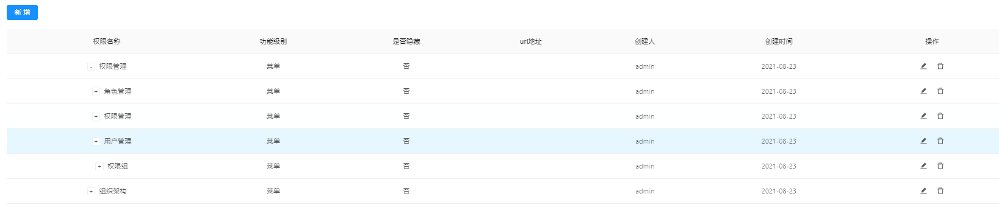 新 增
权限名称 功能级别 是否隐藏 url地址 创建人 创建时间 操作
- 权限管理 菜单 否 admin 2021-08-23
+ 角色管理 菜单 否 admin 2021-08-23
+ 权限管理 菜单 否 admin 2021-08-23
+ 用户管理 菜单 否 admin 2021-08-23
+ 权限组 菜单 否 admin 2021-08-23
+ 组织架构 菜单 否 admin 2021-08-23